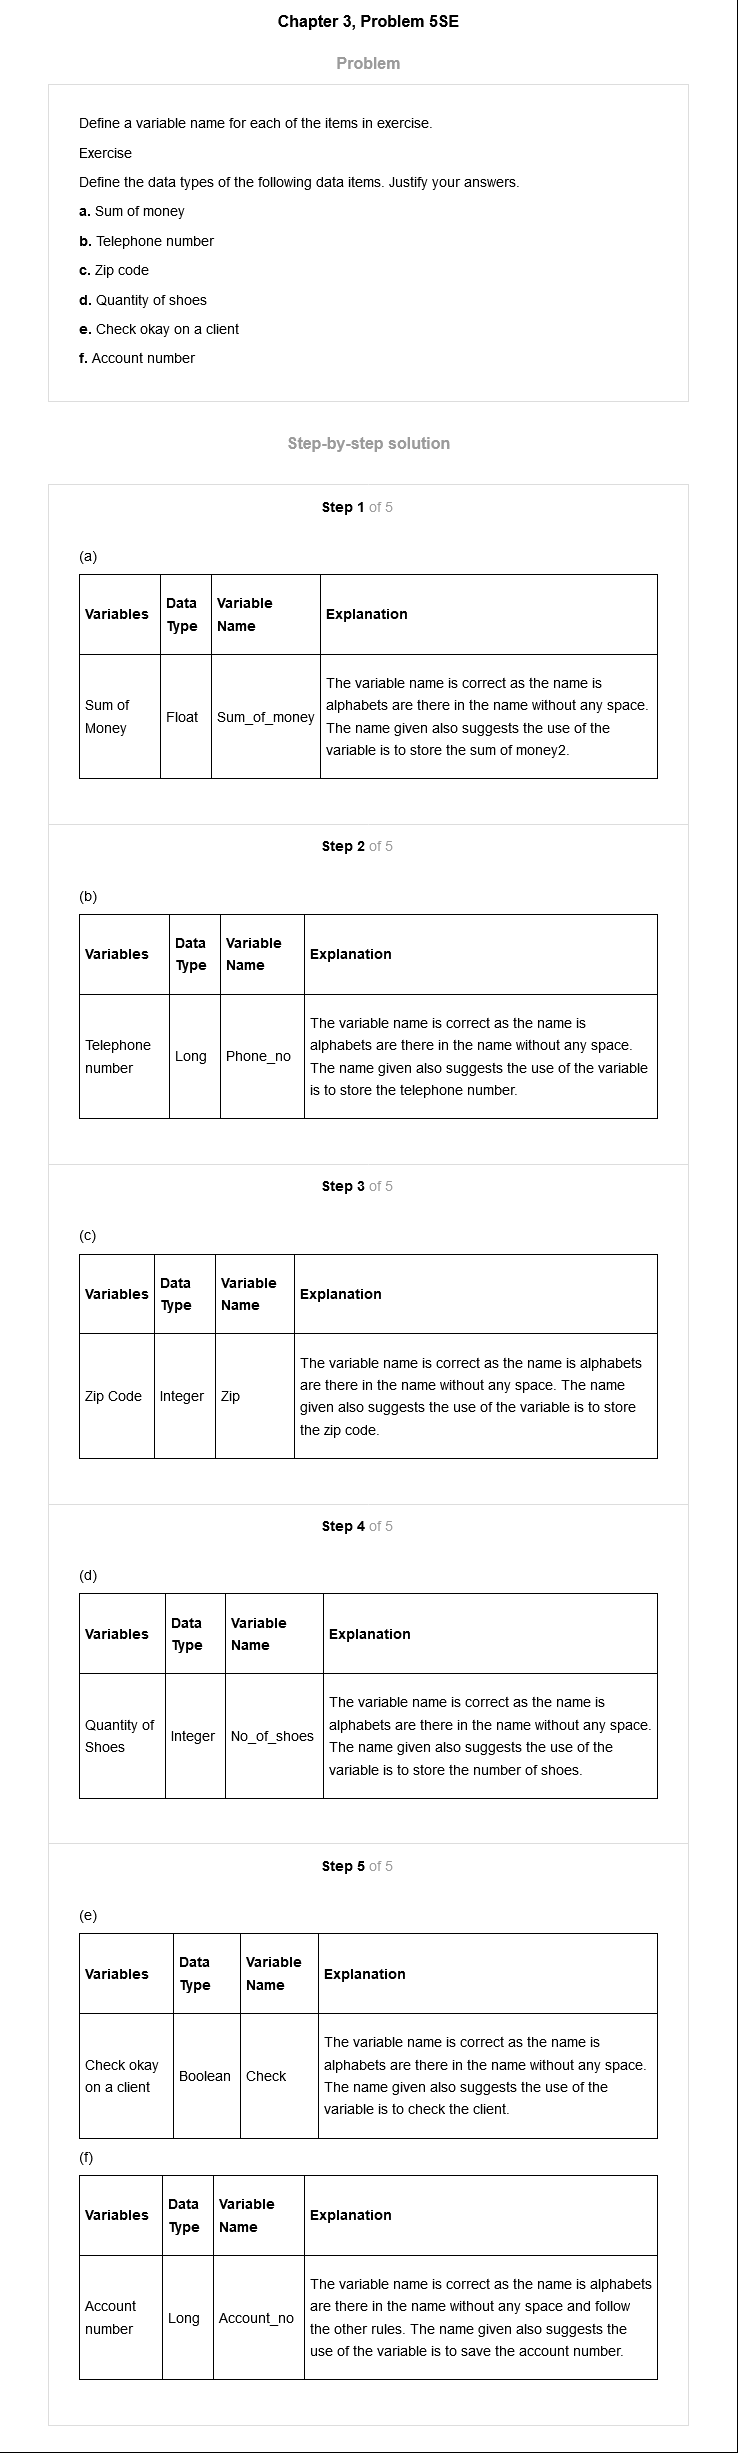 Chapter 3, Problem 5SE
Problem
Define a variable name for each of the items in exercise.
Exercise
Define the data types of the following data items. Justify your answers.
a. Sum of money
b. Telephone number
c. Zip code
d. Quantity of shoes
e. Check okay on a client
f. Account number
Step-by-step solution
Step 1 of 5
(a)
Variables
Data
Type
Variable
Name
Explanation
Sum of
Money
Float
Sum_of_money
The variable name is correct as the name is
alphabets are there in the name without any space.
The name given also suggests the use of the
variable is to store the sum of money2.
Step 2 of 5
(b)
Variables
Data
Type
Variable
Name
Explanation
Telephone
number
Long
Phone_no
The variable name is correct as the name is
alphabets are there in the name without any space.
The name given also suggests the use of the variable
is to store the telephone number.
Step 3 of 5
(c)
Variables
Data
Type
Variable
Name
Explanation
Zip Code
Integer
Zip
The variable name is correct as the name is alphabets
are there in the name without any space. The name
given also suggests the use of the variable is to store
the zip code.
Step 4 of 5
(d)
Variables
Data
Type
Variable
Name
Explanation
Quantity of
Shoes
Integer
No_of_shoes
The variable name is correct as the name is
alphabets are there in the name without any space.
The name given also suggests the use of the
variable is to store the number of shoes.
Step 5 of 5
(e)
Variables
Data
Type
Variable
Name
Explanation
Check okay
on a client
Boolean
Check
The variable name is correct as the name is
alphabets are there in the name without any space.
The name given also suggests the use of the
variable is to check the client.
(f)
Variables
Data
Type
Variable
Name
Explanation
Account
number
Long
Account_no
The variable name is correct as the name is alphabets
are there in the name without any space and follow
the other rules. The name given also suggests the
use of the variable is to save the account number.